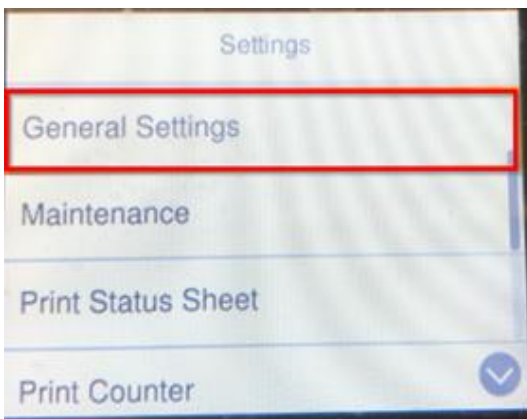 Settings
General Settings
Maintenance
Print Status Sheet
Print Counter